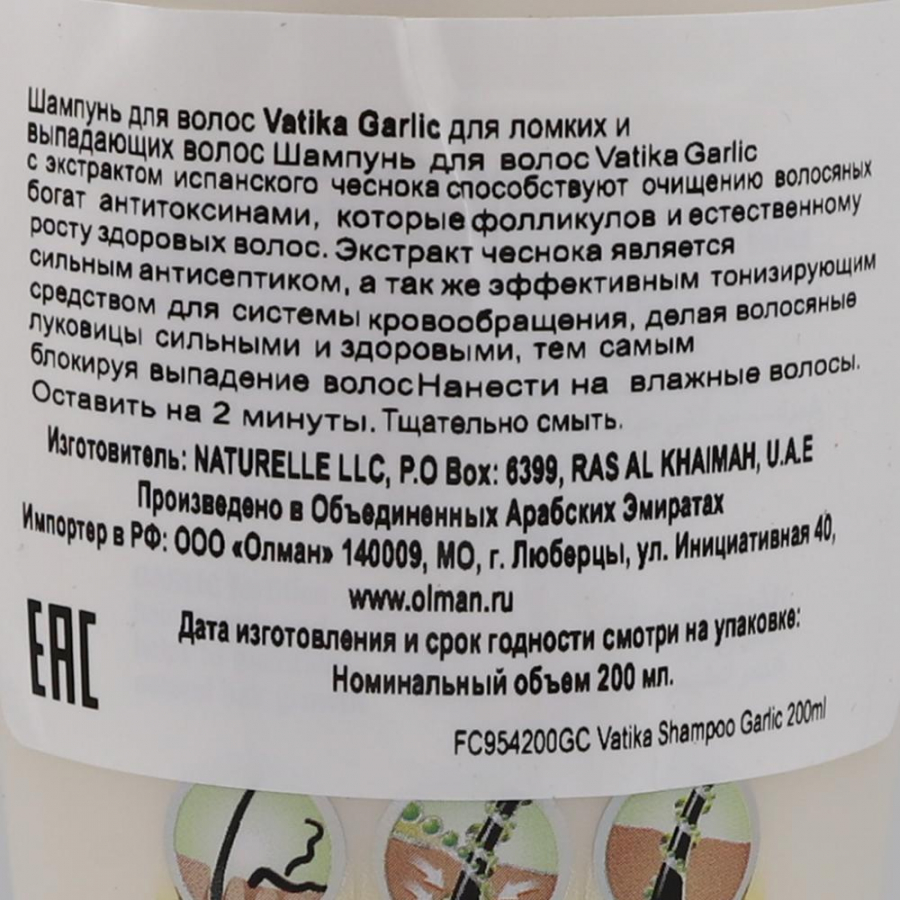 Шампунь для волос Vatika Garlic для ломких и
выпадающих волос Шампунь для волос Vatika Garlic
с экстрактом испанского чеснока способствуют очищению волосяных
богат антитоксинами, которые фолликулов и естественному
росту здоровых волос. Экстракт чеснока является
сильным антисептиком, а так же эффективным тонизирующим
средством для системы кровообращения, делая волосяные
луковицы сильными и здоровыми, тем самым
блокируя выпадение волосНанести на влажные волосы.
Оставить на 2 минуты. Тщательно смыть.
Изготовитель: NATURELLE LLC, P.O Box: 6399, RAS AL KHAIMAH, U.A.E
Произведено в Объединенных Арабских Эмиратах
Импортер в РФ: ООО «Олман» 140009, МО, г. Люберцы, ул. Инициативная 40,
www.olman.ru
Дата изготовления и срок годности смотри на упаковке:
Номинальный объем 200 мл.
EAC
FC954200GC Vatika Shampoo Garlic 200ml